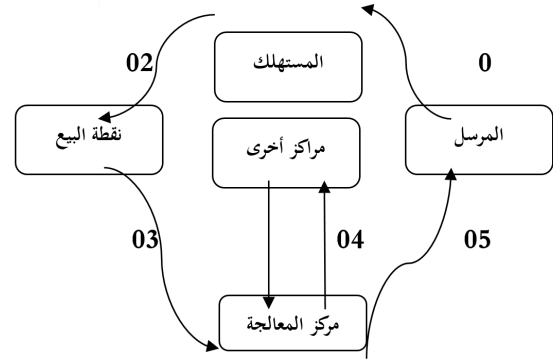 المستهلك
0
02
المرسل
مراكز أخرى
نقطة البيع
05
04
03
مركز المعالجة